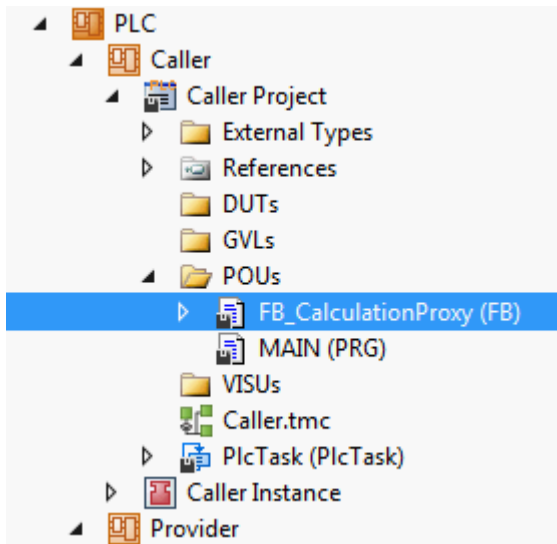 PLC
Caller
Caller Project
External Types
References
DUTs
GVLs
POUs
FB_CalculationProxy (FB)
MAIN (PRG)
VISUs
Caller.tmc
PlcTask (PlcTask)
Caller Instance
Provider